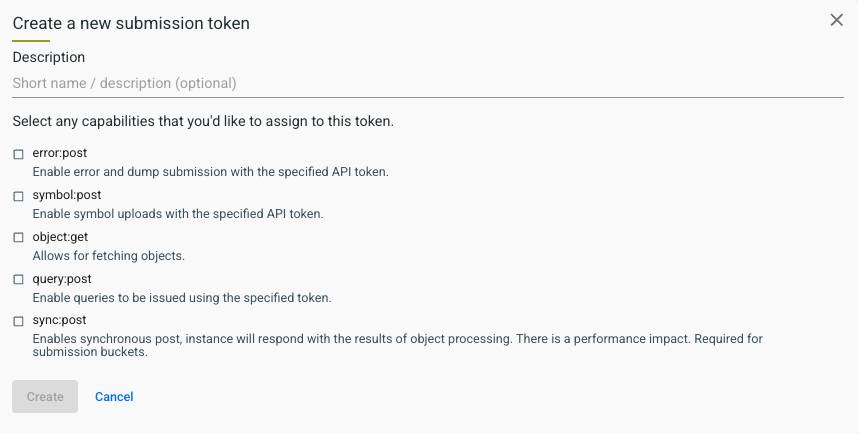 Create a new submission token
Description
Short name / description (optional)
Select any capabilities that you'd like to assign to this token.
error:post
Enable error and dump submission with the specified API token.
symbol:post
Enable symbol uploads with the specified API token.
object:get
Allows for fetching objects.
query:post
Enable queries to be issued using the specified token.
sync:post
Enables synchronous post, instance will respond with the results of object processing. There is a performance impact. Required for
submission buckets.
Create Cancel